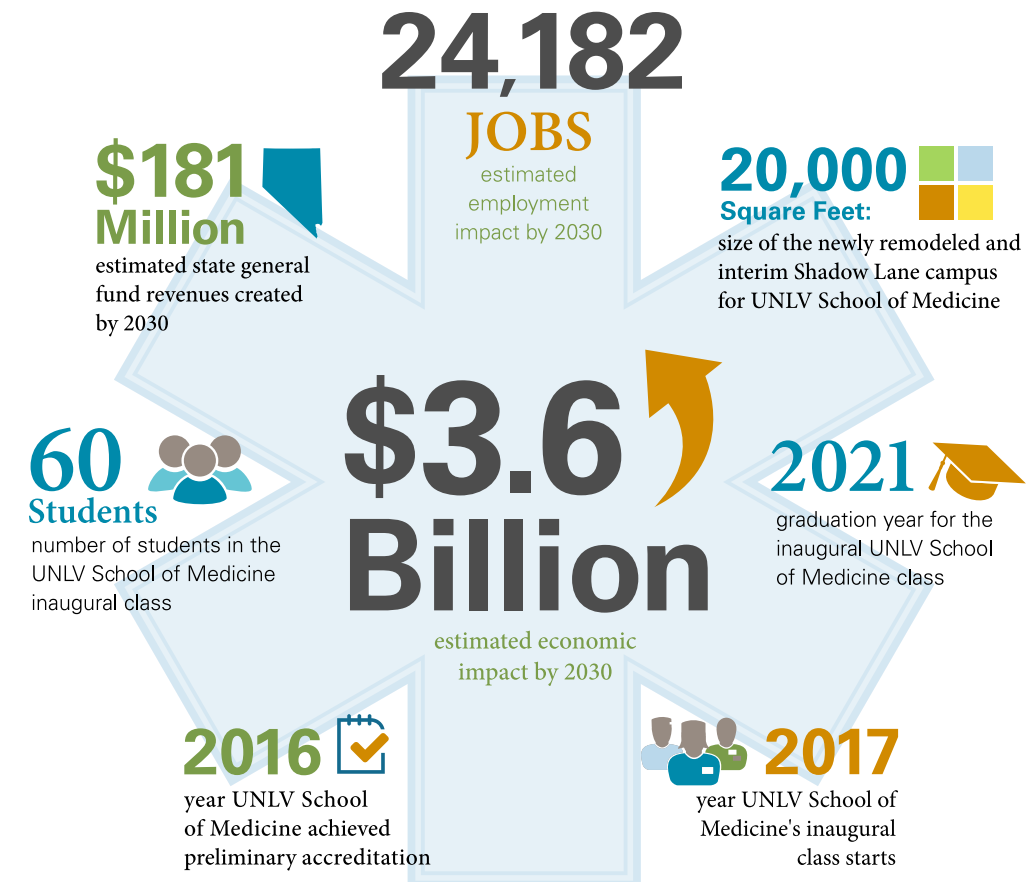 24,182
JOBS
estimated
employment
impact by 2030
$181
Million
estimated state general
fund revenues created
by 2030
20,000
Square Feet:
size of the newly remodeled and
interim Shadow Lane campus
for UNLV School of Medicine
60
Students
number of students in the
UNLV School of Medicine
inaugural class
$3.6
Billion
estimated economic
impact by 2030
2021
graduation year for the
inaugural UNLV School
of Medicine class
2016
year UNLV School
of Medicine achieved
preliminary accreditation
2017
year UNLV School of
Medicine's inaugural
class starts